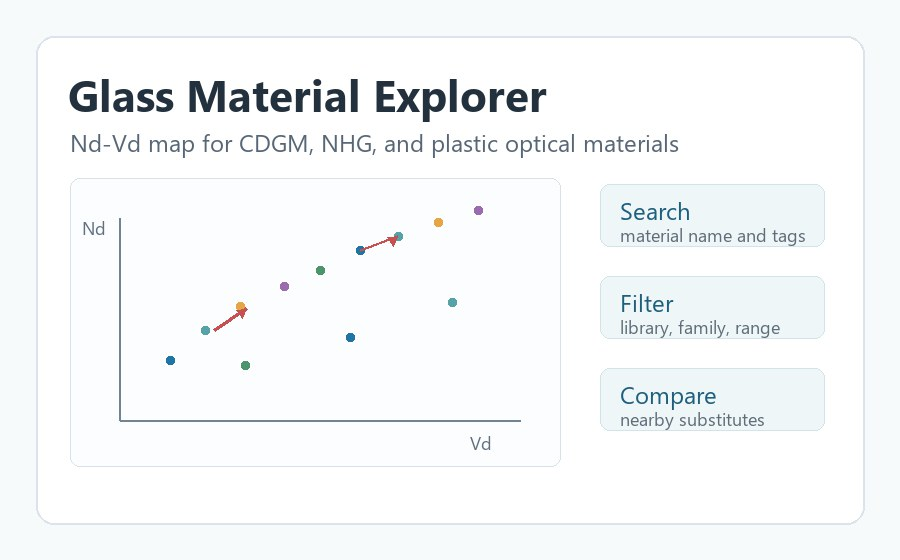 Glass Material Explorer
Nd-Vd map for CDGM, NHG, and plastic optical materials
Nd
Vd
Search
material name and tags
Filter
library, family, range
Compare
nearby substitutes